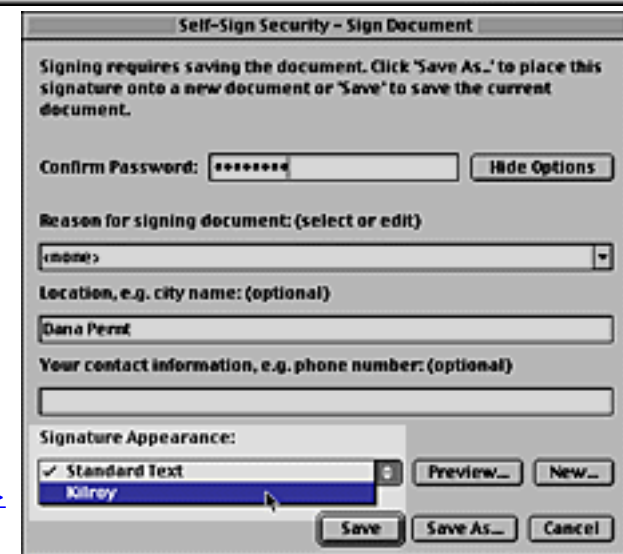 Self-Sign Security - Sign Document
Signing requires saving the document. Click 'Save As...' to place this
signature onto a new document or 'Save' to save the current
document.
Confirm Password: ••••••••
Hide Options
Reason for signing document: (select or edit)
<none>
Location, e.g. city name: (optional)
Dana Pernt
Your contact information, e.g. phone number: (optional)
Signature Appearance:
✓ Standard Text
Preview...
New...
Kilroy
Save
Save As...
Cancel